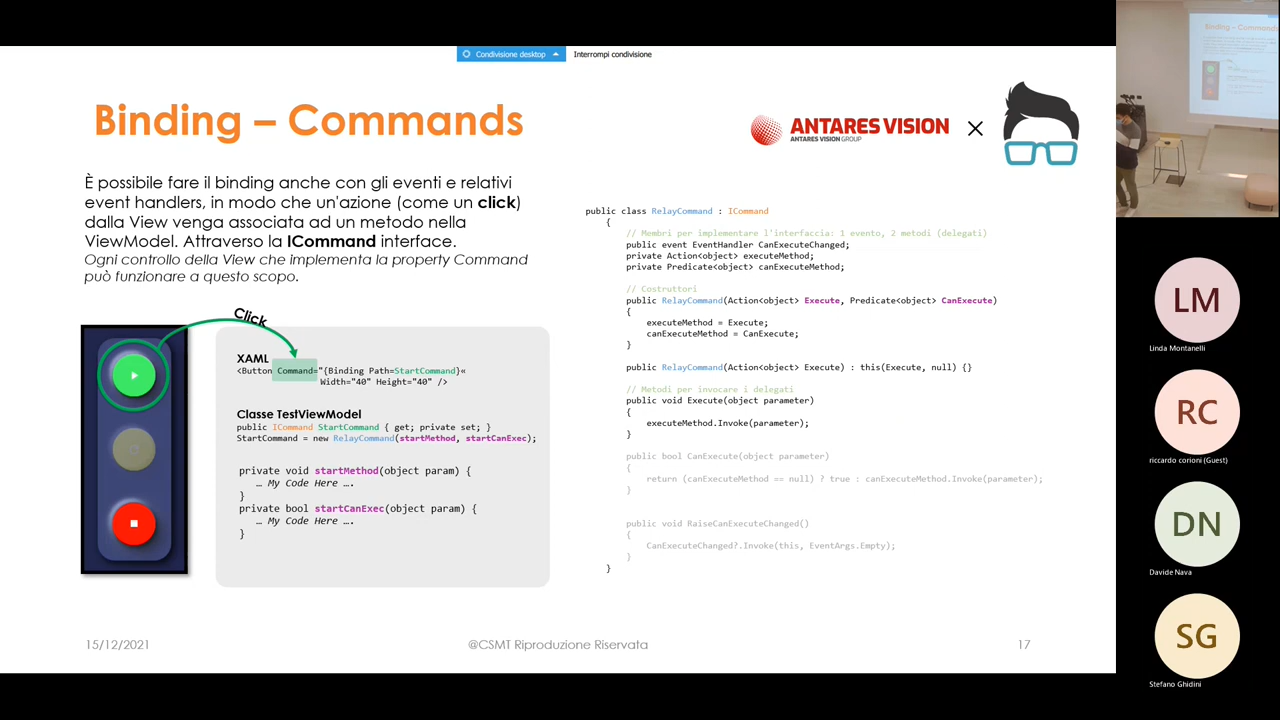 Condivisione desktop
Interrompi condivisione
Binding – Commands
ANTARES VISION
ANTARES VISION GROUP
È possibile fare il binding anche con gli eventi e relativi
event handlers, in modo che un'azione (come un click)
dalla View venga associata ad un metodo nella
ViewModel. Attraverso la ICommand interface.
Ogni controllo della View che implementa la property Command
può funzionare a questo scopo.
Click
XAML
<Button Command="{Binding Path=StartCommand}«
Width="40" Height="40" />
Classe TestViewModel
public ICommand StartCommand { get; private set; }
StartCommand = new RelayCommand(startMethod, startCanExec);
private void startMethod(object param) {
… My Code Here ….
}
private bool startCanExec(object param) {
… My Code Here ….
}
public class RelayCommand : ICommand
{
// Membri per implementare l'interfaccia: 1 evento, 2 metodi (delegati)
public event EventHandler CanExecuteChanged;
private Action<object> executeMethod;
private Predicate<object> canExecuteMethod;
// Costruttori
public RelayCommand(Action<object> Execute, Predicate<object> CanExecute)
{
executeMethod = Execute;
canExecuteMethod = CanExecute;
}
public RelayCommand(Action<object> Execute) : this(Execute, null) {}
// Metodi per invocare i delegati
public void Execute(object parameter)
{
executeMethod.Invoke(parameter);
}
public bool CanExecute(object parameter)
{
return (canExecuteMethod == null) ? true : canExecuteMethod.Invoke(parameter);
}
public void RaiseCanExecuteChanged()
{
CanExecuteChanged?.Invoke(this, EventArgs.Empty);
}
}
15/12/2021
@CSMT Riproduzione Riservata
17
Binding – Commands
LM
Linda Montanelli
RC
riccardo corioni (Guest)
DN
Davide Nava
SG
Stefano Ghidini